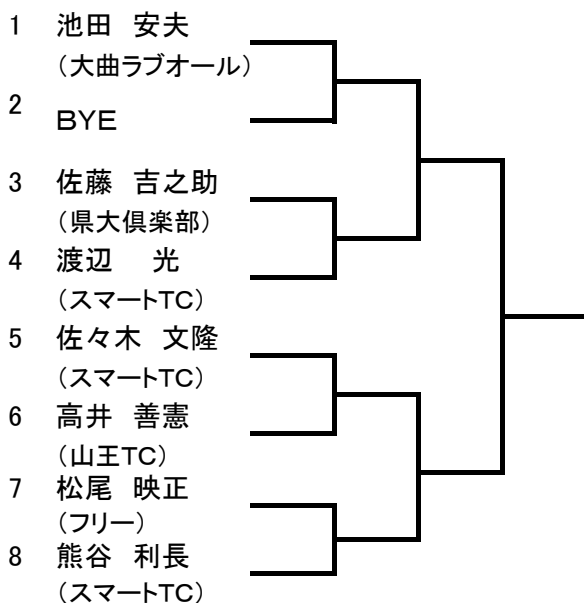 1 池田 安夫
（大曲ラブオール）
2 BYE
3 佐藤 吉之助
（県大倶楽部）
4 渡辺 光
（スマートTC）
5 佐々木 文隆
（スマートTC）
6 高井 善憲
（山王TC）
7 松尾 映正
（フリー）
8 熊谷 利長
（スマートTC）